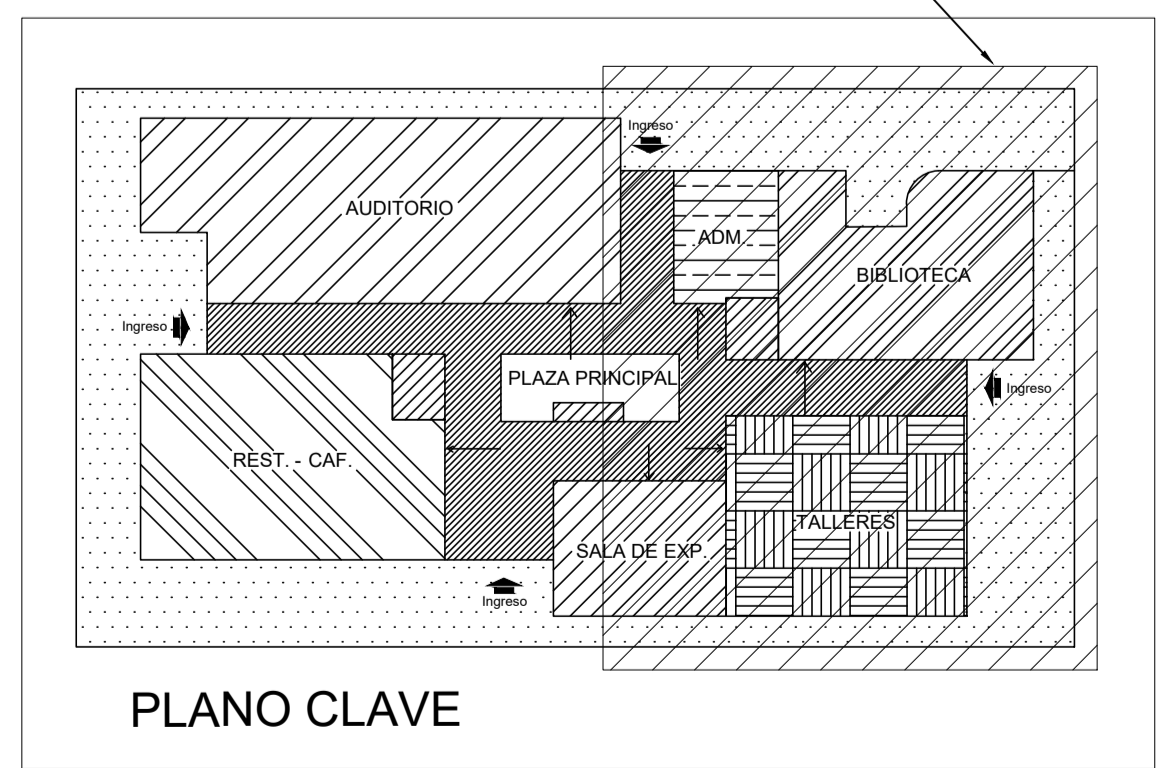 Ingreso
AUDITORIO
ADM.
BIBLIOTECA
Ingreso
PLAZA PRINCIPAL
Ingreso
REST. - CAF.
TALLERES
SALA DE EXP.
Ingreso
PLANO CLAVE